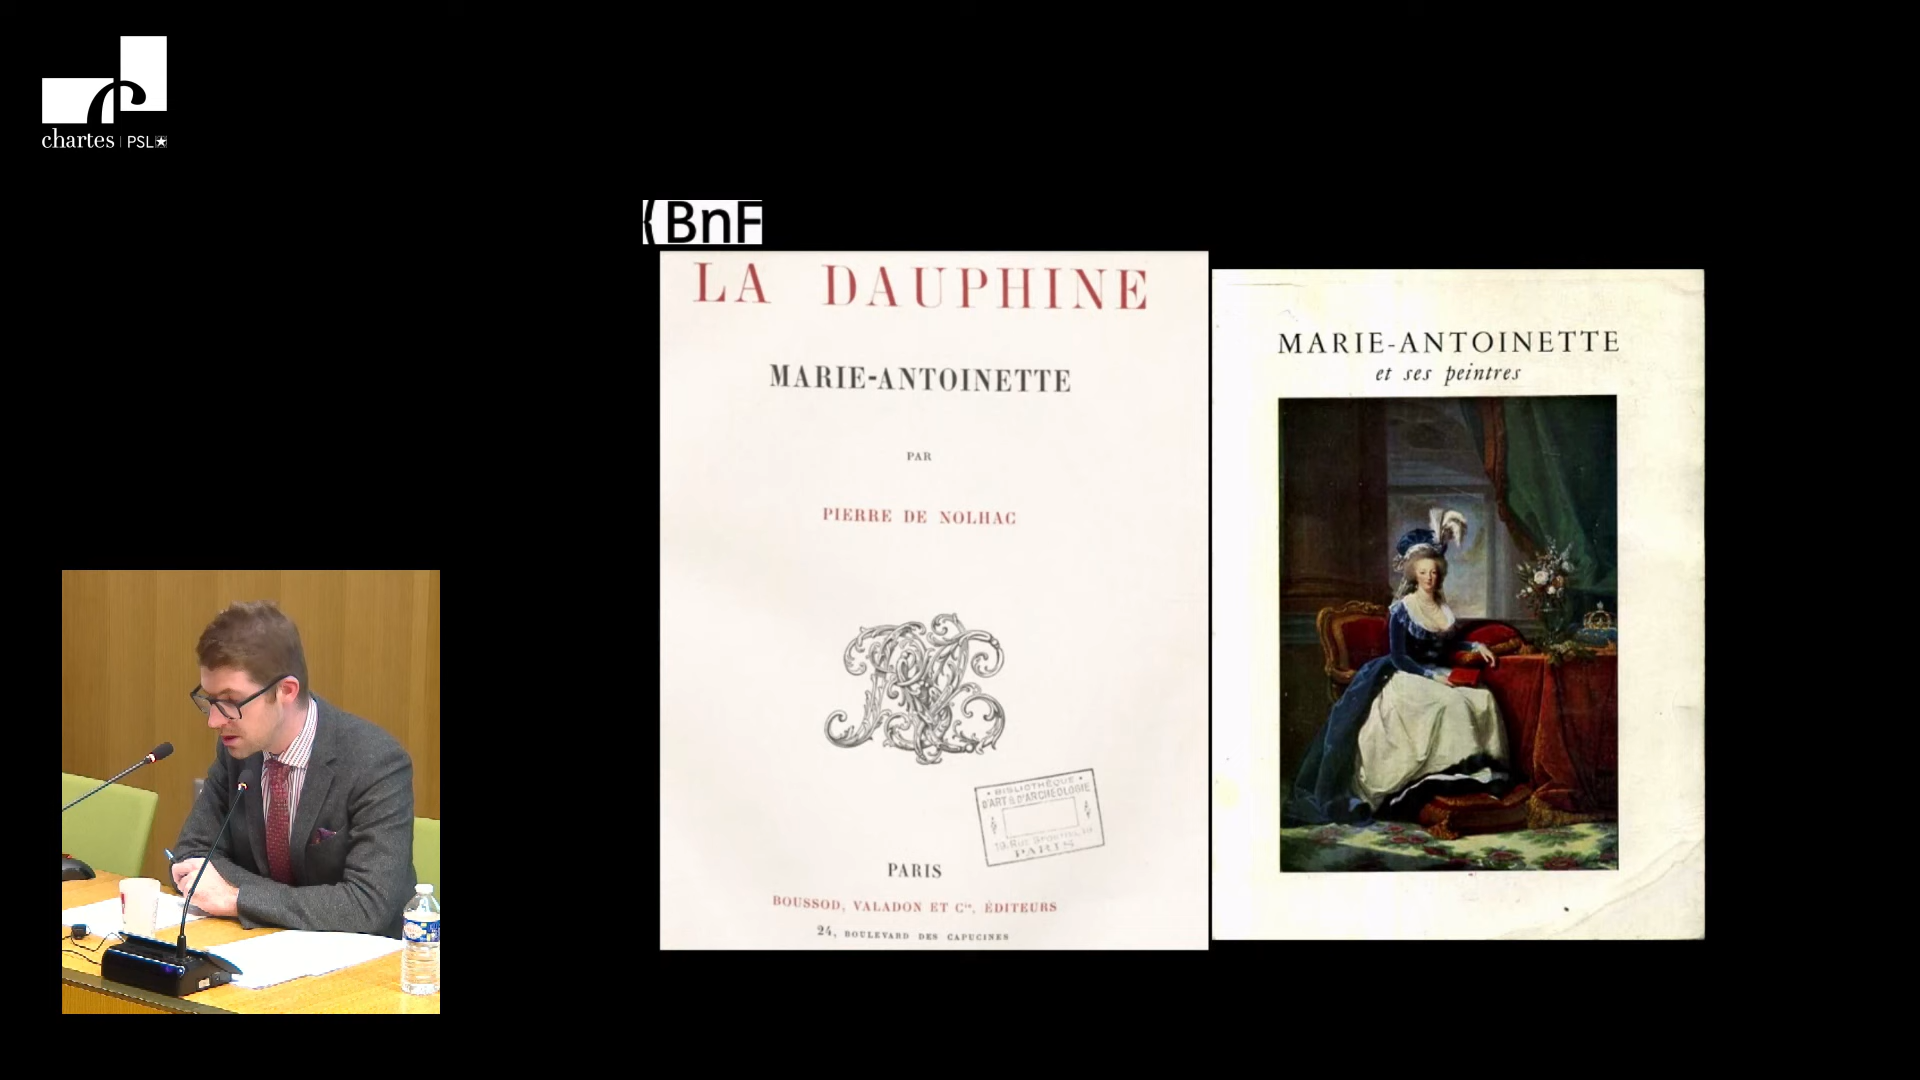 chartes | PSL
BnF
LA DAUPHINE
MARIE-ANTOINETTE
PAR
PIERRE DE NOLHAC
BIBLIOTHÈQUE
D'ART & D'ARCHÉOLOGIE
PARIS
PARIS
BOUSSOD, VALADON ET Cie, ÉDITEURS
24, BOULEVARD DES CAPUCINES
MARIE-ANTOINETTE
et ses peintres